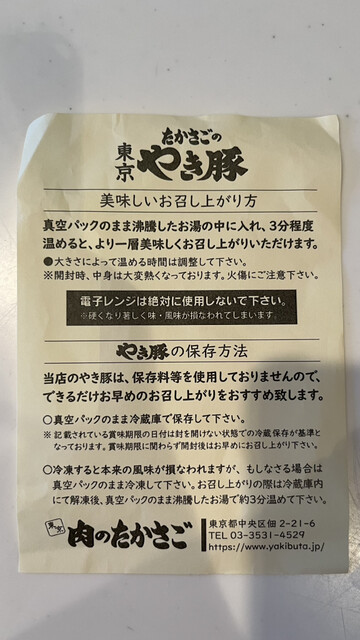 たかさごの
東京 やき豚
美味しいお召し上がり方
真空パックのまま沸騰したお湯の中に入れ、3分程度
温めると、より一層美味しくお召し上がりいただけます。
●大きさによって温める時間は調整して下さい。
※開封時、中身は大変熱くなっております。火傷にご注意下さい。
電子レンジは絶対に使用しないで下さい。
※硬くなり著しく味・風味が損なわれてしまいます。
やき豚の保存方法
当店のやき豚は、保存料等を使用しておりませんので、
できるだけお早めのお召し上がりをおすすめ致します。
○真空パックのまま冷蔵庫で保存して下さい。
※記載されている賞味期限の日付は封を開けない状態での冷蔵保存が基準と
なっております。賞味期限に関わらず開封後はお早めにお召し上がり下さい。
○冷凍すると本来の風味が損なわれますが、もしなさる場合は
真空パックのまま冷凍して下さい。お召し上がりの際は冷蔵庫内
にて解凍後、真空パックのまま沸騰したお湯で約3分温めて下さい。
東京 肉のたかさご
東京都中央区佃 2-21-6
TEL 03-3531-4529
https://www.yakibuta.jp/